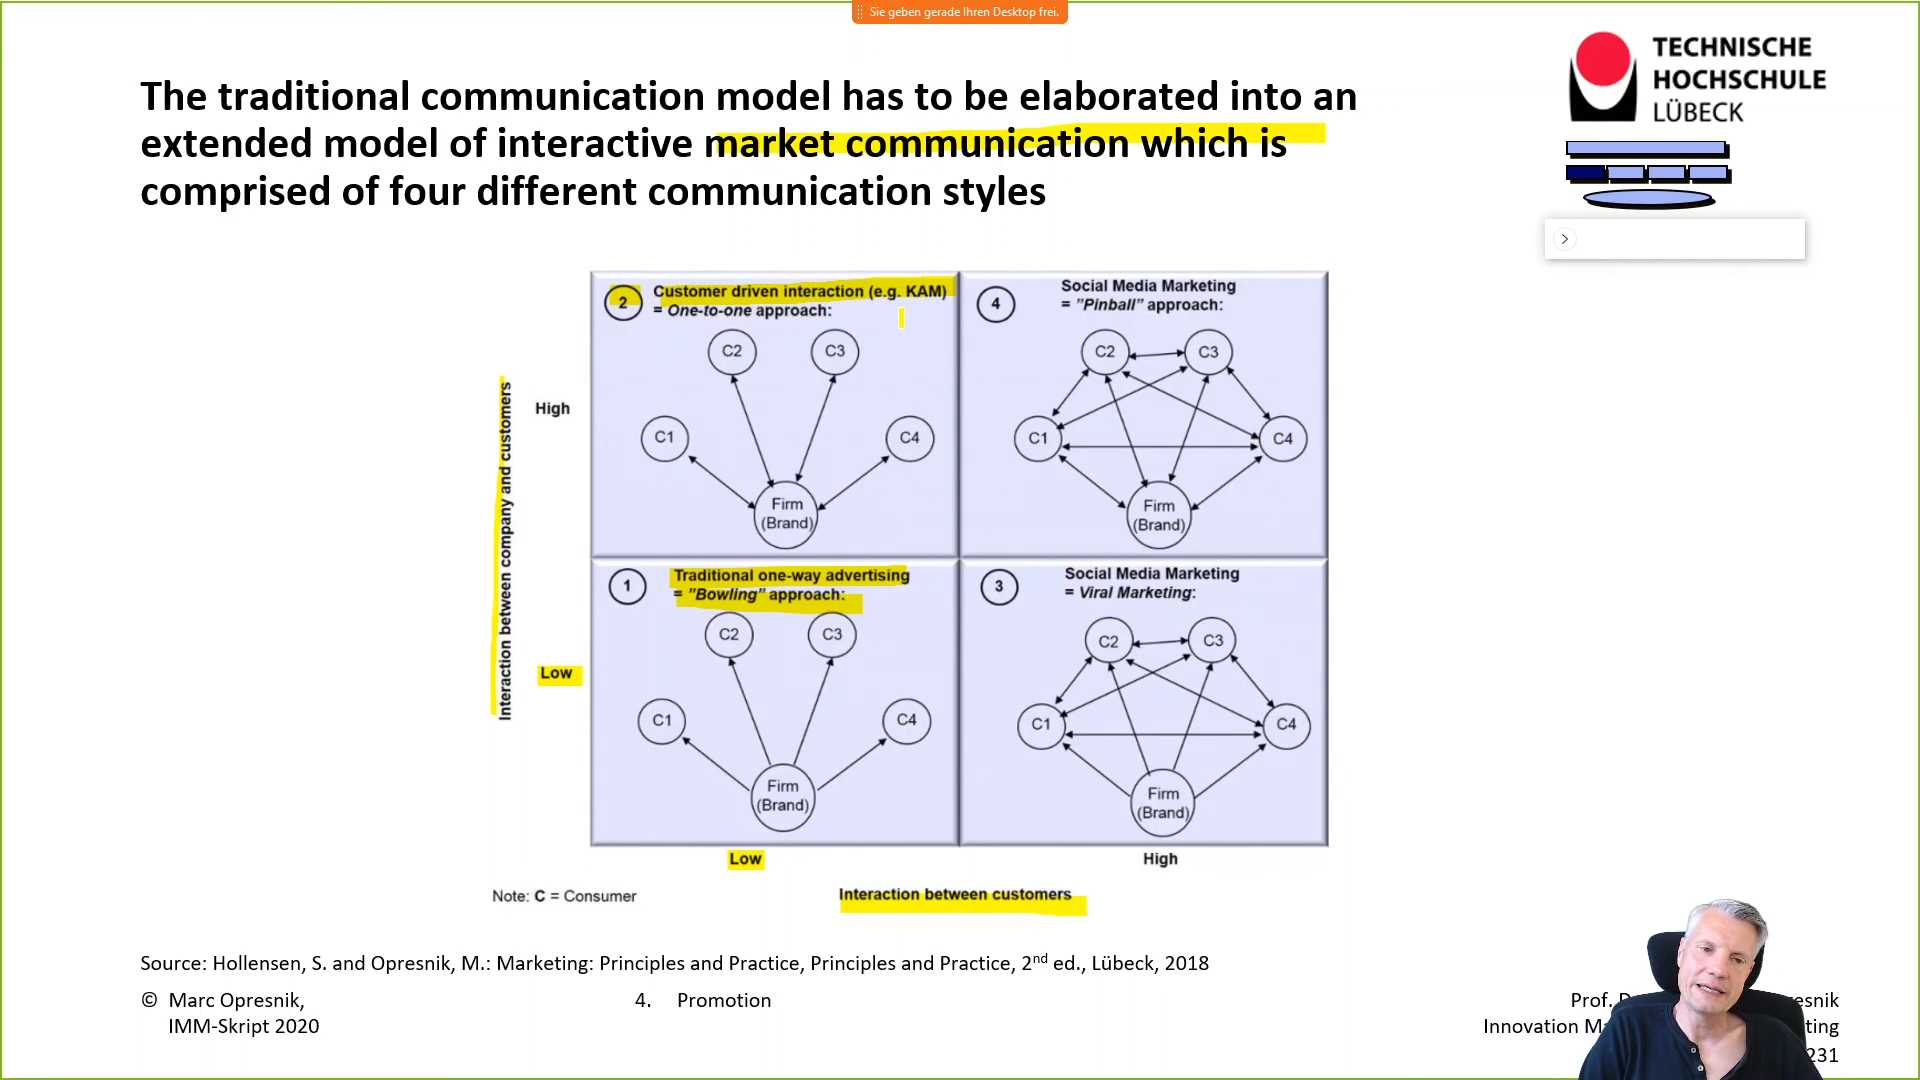 Sie geben gerade Ihren Desktop frei.
The traditional communication model has to be elaborated into an
extended model of interactive market communication which is
comprised of four different communication styles
TECHNISCHE
HOCHSCHULE
LÜBECK
2
Customer driven interaction (e.g. KAM)
= One-to-one approach:
C2 C3
C1 C4
Firm
(Brand)
4
Social Media Marketing
= ”Pinball” approach:
C2 C3
C1 C4
Firm
(Brand)
Interaction between company and customers
High
Low
1
Traditional one-way advertising
= ”Bowling” approach:
C2 C3
C1 C4
Firm
(Brand)
3
Social Media Marketing
= Viral Marketing:
C2 C3
C1 C4
Firm
(Brand)
Low High
Note: C = Consumer
Interaction between customers
Source: Hollensen, S. and Opresnik, M.: Marketing: Principles and Practice, Principles and Practice, 2nd ed., Lübeck, 2018
© Marc Opresnik,
IMM-Skript 2020
4. Promotion
Prof.
Innovation
231